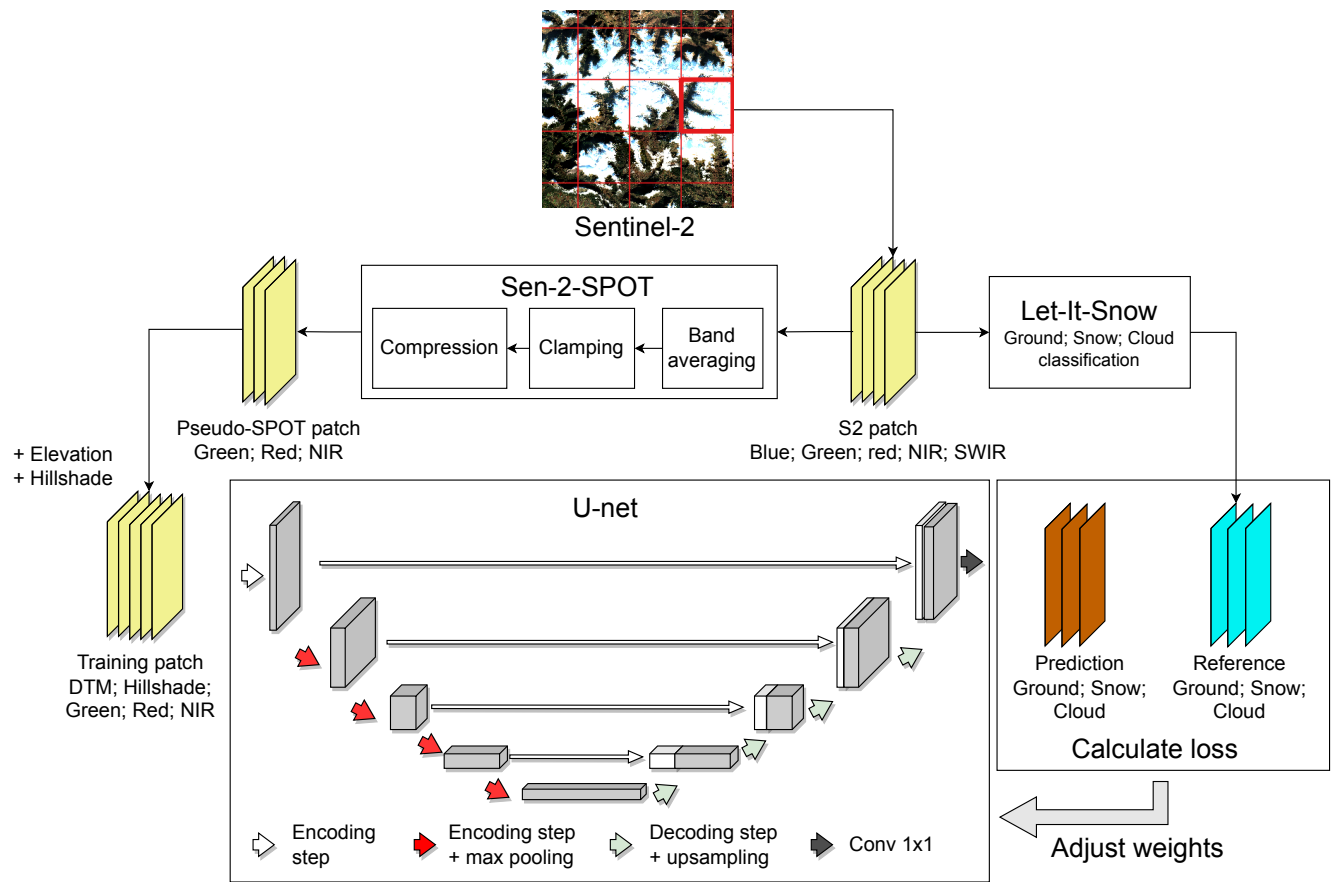 Sentinel-2
Sen-2-SPOT
Compression
Clamping
Band
averaging
Let-It-Snow
Ground; Snow; Cloud
classification
Pseudo-SPOT patch
Green; Red; NIR
S2 patch
Blue; Green; red; NIR; SWIR
+ Elevation
+ Hillshade
Training patch
DTM; Hillshade;
Green; Red; NIR
U-net
Encoding
step
Encoding step
+ max pooling
Decoding step
+ upsampling
Conv 1x1
Prediction
Ground; Snow;
Cloud
Reference
Ground; Snow;
Cloud
Calculate loss
Adjust weights